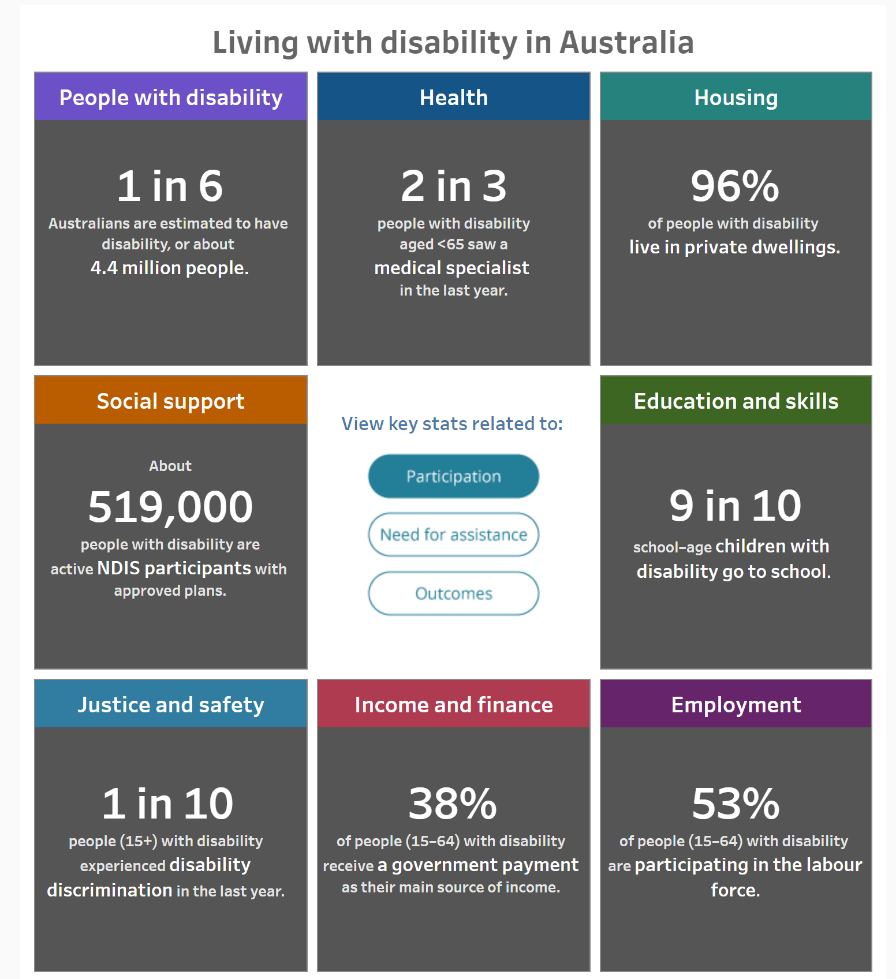 Living with disability in Australia
People with disability
1 in 6
Australians are estimated to have
disability, or about
4.4 million people.
Health
2 in 3
people with disability
aged <65 saw a
medical specialist
in the last year.
Housing
96%
of people with disability
live in private dwellings.
Social support
About
519,000
people with disability are
active NDIS participants with
approved plans.
View key stats related to:
Participation
Need for assistance
Outcomes
Education and skills
9 in 10
school-age children with
disability go to school.
Justice and safety
1 in 10
people (15+) with disability
experienced disability
discrimination in the last year.
Income and finance
38%
of people (15–64) with disability
receive a government payment
as their main source of income.
Employment
53%
of people (15–64) with disability
are participating in the labour
force.